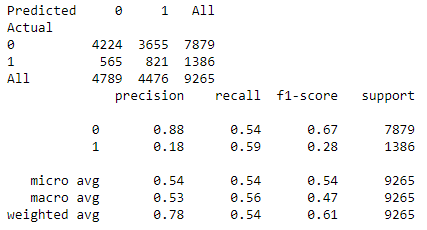 Predicted     0     1   All
Actual
0          4224  3655  7879
1           565   821  1386
All        4789  4476  9265
              precision    recall  f1-score   support
           0       0.88      0.54      0.67      7879
           1       0.18      0.59      0.28      1386
   micro avg       0.54      0.54      0.54      9265
   macro avg       0.53      0.56      0.47      9265
weighted avg       0.78      0.54      0.61      9265